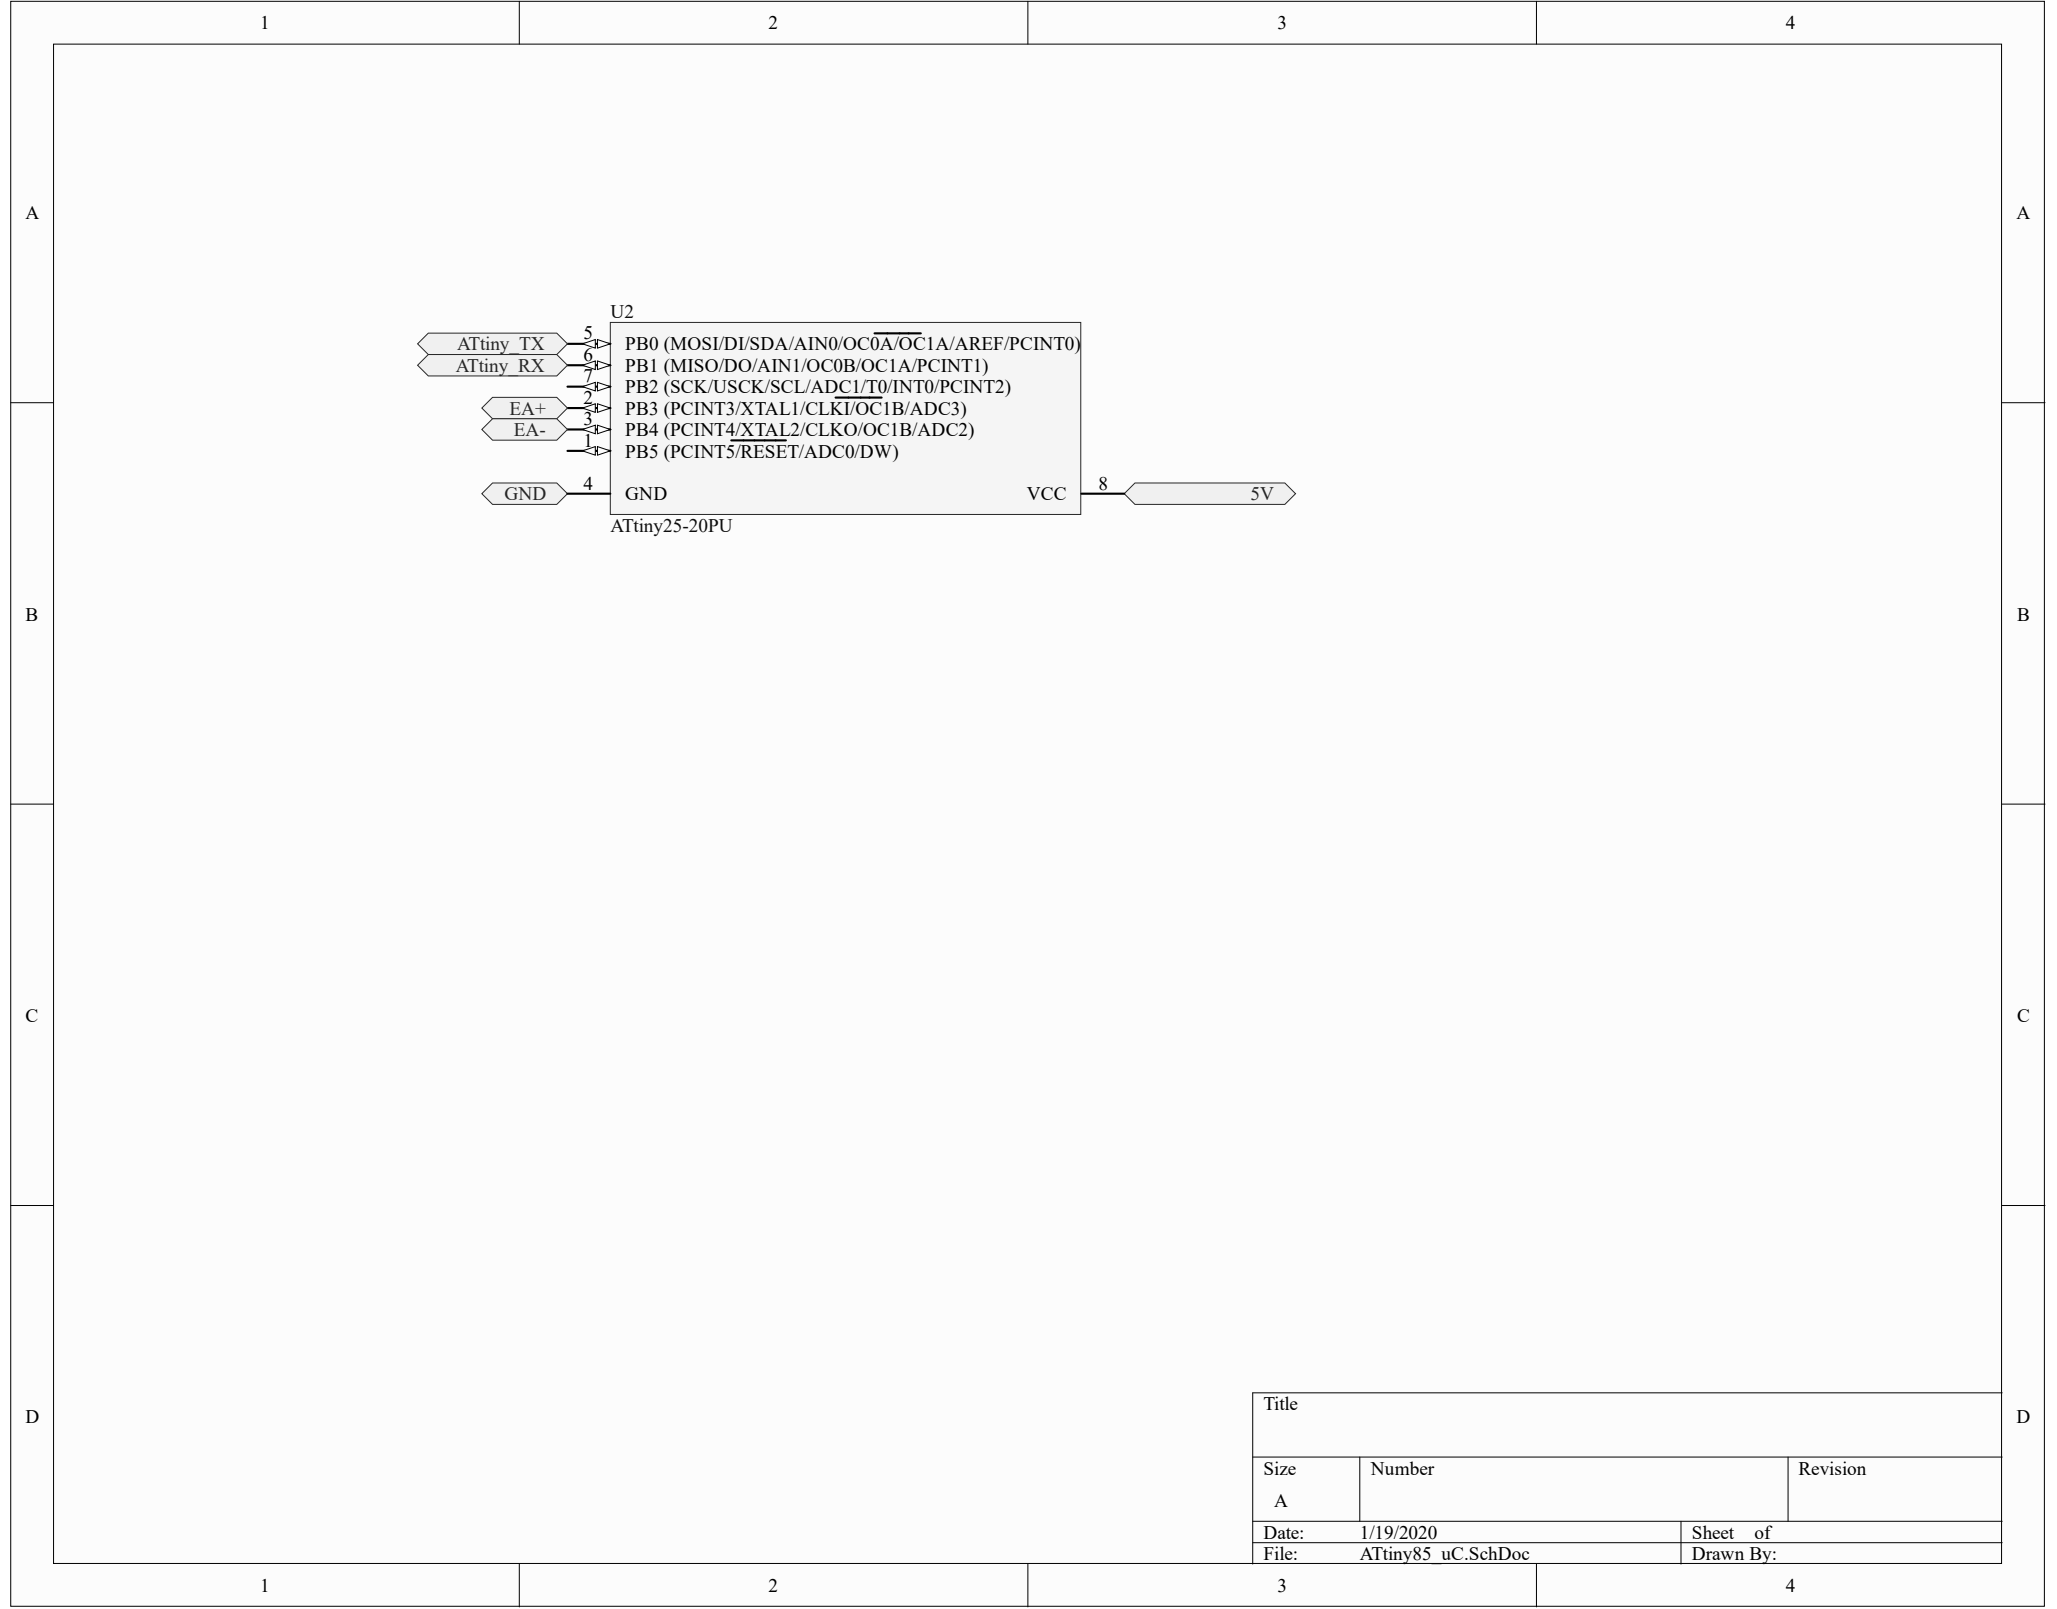 1 2 3 4
A A
U2
ATtiny_TX 5 PB0 (MOSI/DI/SDA/AIN0/OC0A/OC1A/AREF/PCINT0)
ATtiny_RX 6 PB1 (MISO/DO/AIN1/OC0B/OC1A/PCINT1)
7 PB2 (SCK/USCK/SCL/ADC1/T0/INT0/PCINT2)
EA+ 2 PB3 (PCINT3/XTAL1/CLKI/OC1B/ADC3)
EA- 3 PB4 (PCINT4/XTAL2/CLKO/OC1B/ADC2)
1 PB5 (PCINT5/RESET/ADC0/DW)
GND 4 GND VCC 8 5V
ATtiny25-20PU
B B
C C
Title
D D
Size Number Revision
A
Date: 1/19/2020 Sheet of
File: ATtiny85_uC.SchDoc Drawn By:
1 2 3 4